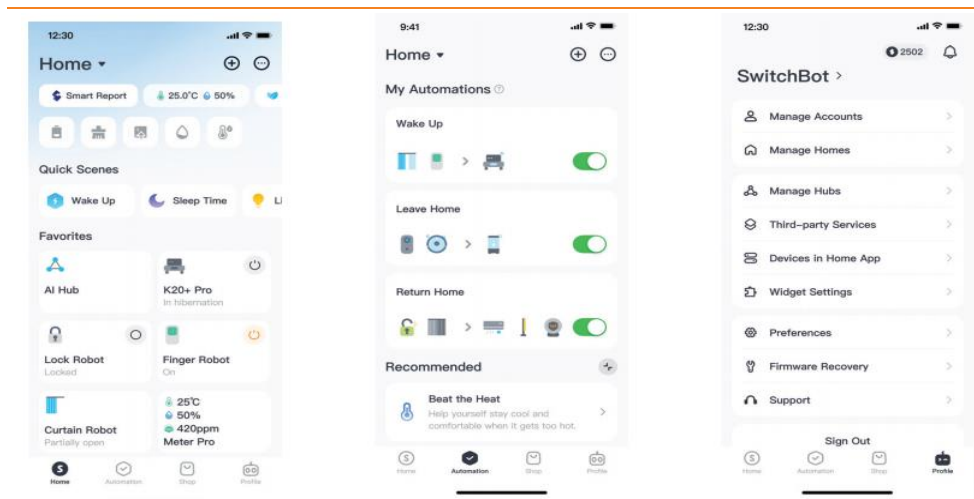 12:30
Home
Smart Report
25.0°C 50%
Quick Scenes
Wake Up
Sleep Time
Favorites
AI Hub
K20+ Pro
In hibernation
Lock Robot
Locked
Finger Robot
On
Curtain Robot
Partially open
25°C
50%
420ppm
Meter Pro
Home
Automation
Shop
Profile
9:41
Home
My Automations
Wake Up
Leave Home
Return Home
Recommended
Beat the Heat
Help yourself stay cool and
comfortable when it gets too hot.
Home
Automation
Shop
Profile
12:30
2502
SwitchBot >
Manage Accounts
Manage Homes
Manage Hubs
Third-party Services
Devices in Home App
Widget Settings
Preferences
Firmware Recovery
Support
Sign Out
Home
Automation
Shop
Profile